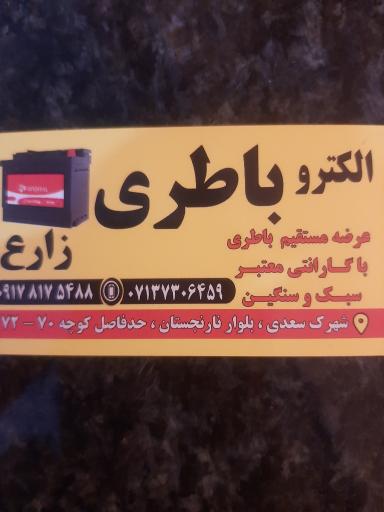 الکترو باطری
زارع
عرضه مستقیم باطری
با گارانتی معتبر
سبک و سنگین
۰۷۱۳۷۳۰۶۴۵۹
۰۹۱۷ ۸۱۷ ۵۴۸۸
شهرک سعدی ، بلوار نارنجستان ، حدفاصل کوچه ۷۰ - ۷۲